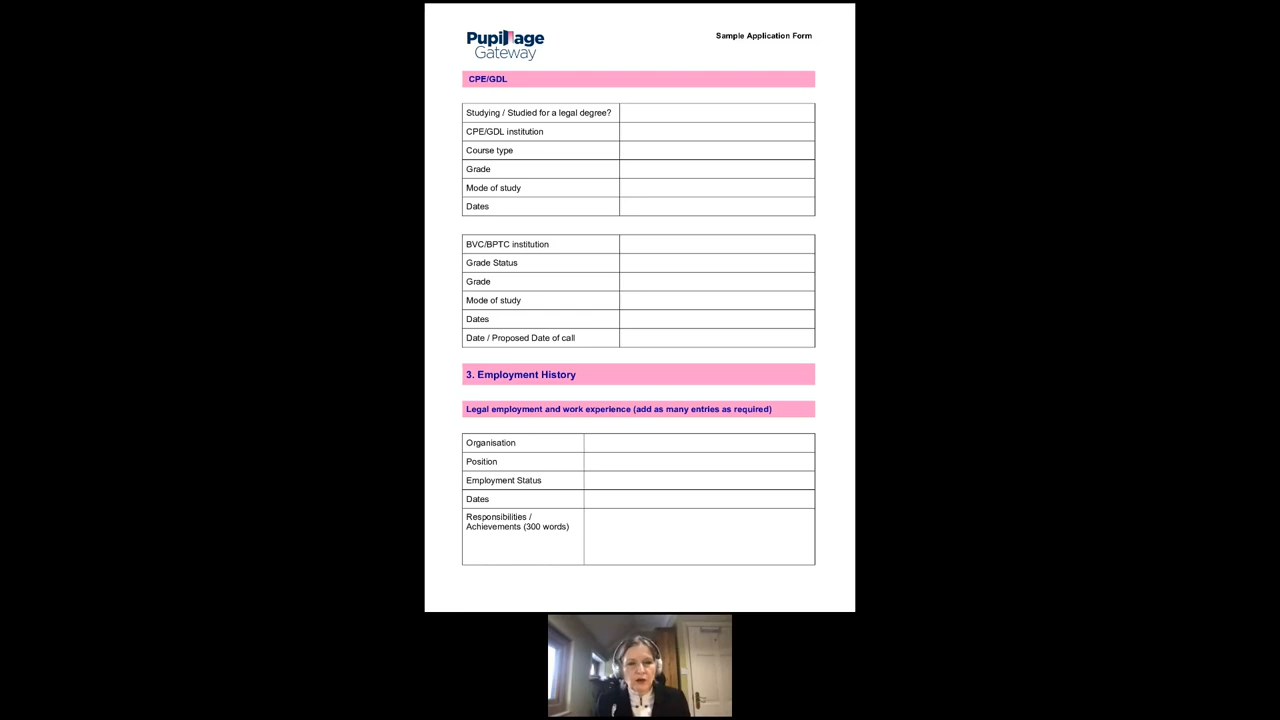 Pupillage
Gateway
Sample Application Form
CPE/GDL
Studying / Studied for a legal degree?
CPE/GDL institution
Course type
Grade
Mode of study
Dates
BVC/BPTC institution
Grade Status
Grade
Mode of study
Dates
Date / Proposed Date of call
3. Employment History
Legal employment and work experience (add as many entries as required)
Organisation
Position
Employment Status
Dates
Responsibilities /
Achievements (300 words)